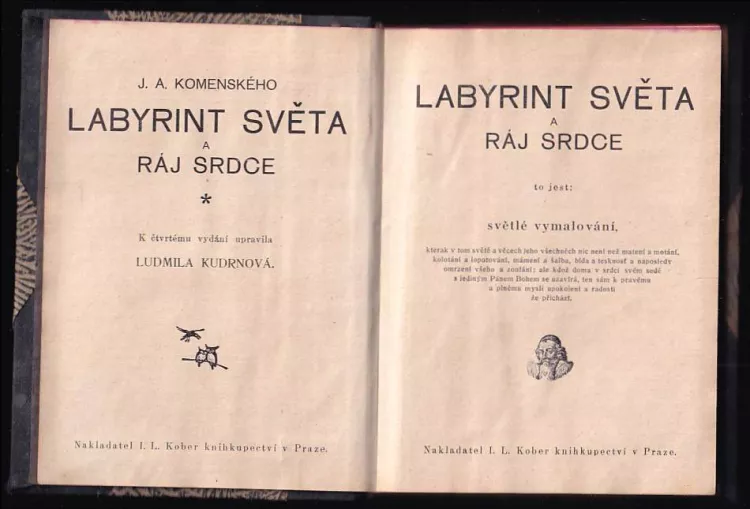 J. A. KOMENSKÉHO
LABYRINT SVĚTA
A
RÁJ SRDCE
*
K čtvrtému vydání upravila
LUDMILA KUDRNOVÁ.
Nakladatel I. L. Kober knihkupectví v Praze.
LABYRINT SVĚTA
A
RÁJ SRDCE
to jest:
světlé vymalování,
kterak v tom světě a věcech jeho všechněch nic není než matení a motání,
kolotání a lopotování, mámení a šalba, bída a tesknost a naposledy
omrzení všeho a zoufání; ale kdož doma v srdci svém sedě
s jediným Pánem Bohem se uzavírá, ten sám k pravému
a plnému mysli upokojení a radosti
že přichází.
Nakladatel I. L. Kober knihkupectví v Praze.